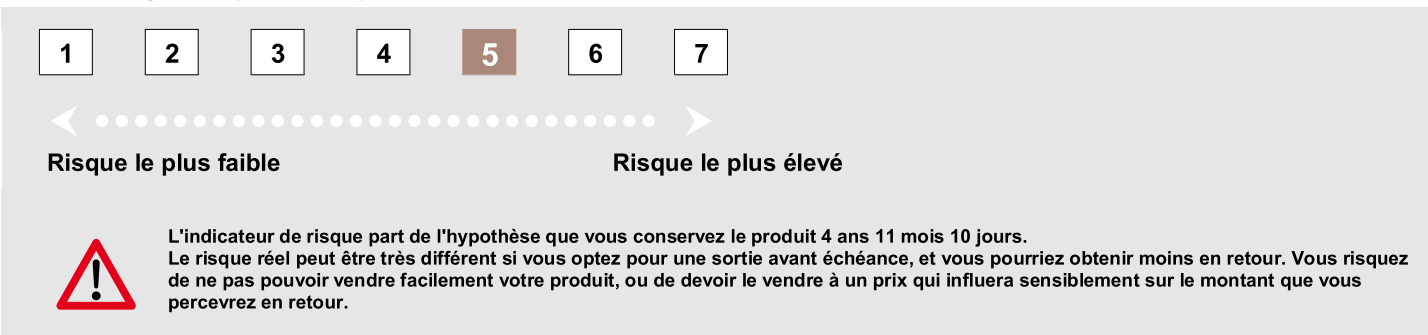 1 2 3 4 5 6 7
Risque le plus faible Risque le plus élevé
L'indicateur de risque part de l'hypothèse que vous conservez le produit 4 ans 11 mois 10 jours.
Le risque réel peut être très différent si vous optez pour une sortie avant échéance, et vous pourriez obtenir moins en retour. Vous risquez
de ne pas pouvoir vendre facilement votre produit, ou de devoir le vendre à un prix qui influera sensiblement sur le montant que vous
percevrez en retour.